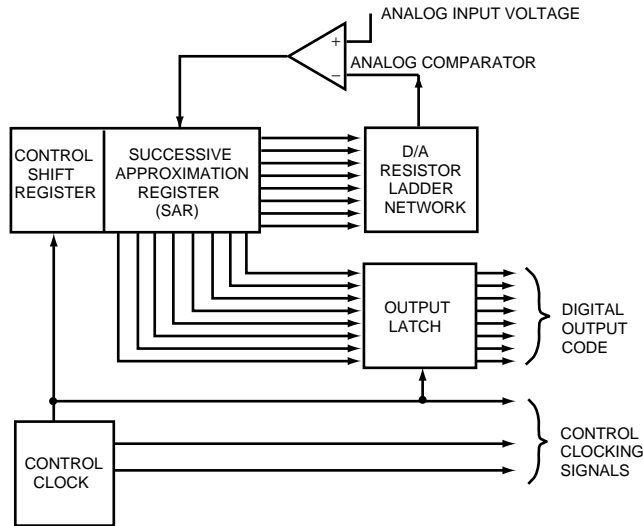 ANALOG INPUT VOLTAGE
+
−
ANALOG COMPARATOR
CONTROL
SHIFT
REGISTER
SUCCESSIVE
APPROXIMATION
REGISTER
(SAR)
D/A
RESISTOR
LADDER
NETWORK
OUTPUT
LATCH
DIGITAL
OUTPUT
CODE
CONTROL
CLOCK
CONTROL
CLOCKING
SIGNALS